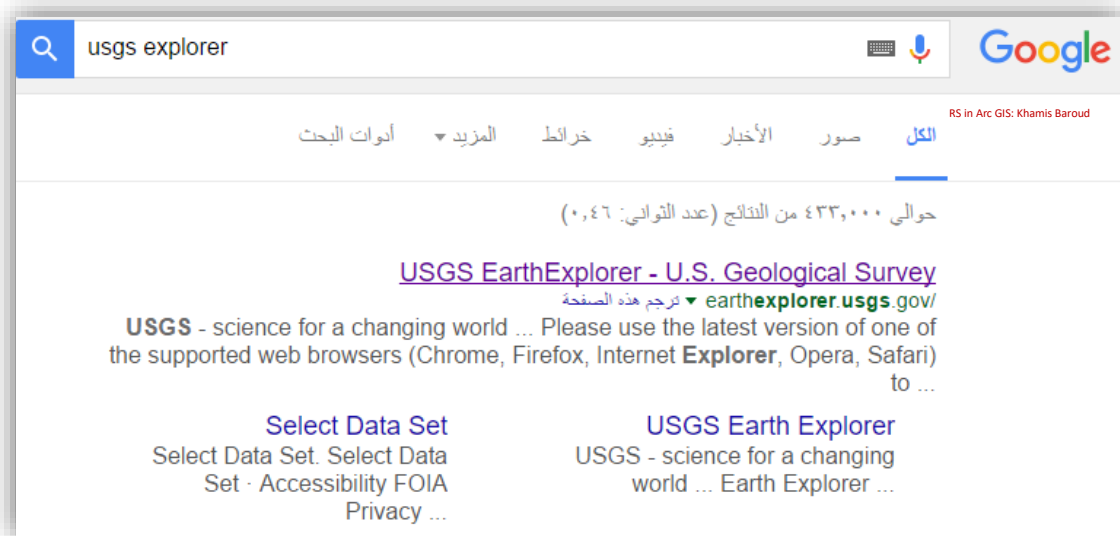 usgs explorer
Google
RS in Arc GIS: Khamis Baroud
الكل صور الأخبار فيديو خرائط المزيد أدوات البحث
حوالي ٤٣٣,٠٠٠ من النتائج (عدد الثواني: ٠,٤٦)
USGS EarthExplorer - U.S. Geological Survey
earthexplorer.usgs.gov/ ترجم هذه الصفحة
USGS - science for a changing world ... Please use the latest version of one of
the supported web browsers (Chrome, Firefox, Internet Explorer, Opera, Safari)
to ...
USGS Earth Explorer
USGS - science for a changing
world ... Earth Explorer ...
Select Data Set
Select Data Set. Select Data
Set · Accessibility FOIA
Privacy ...